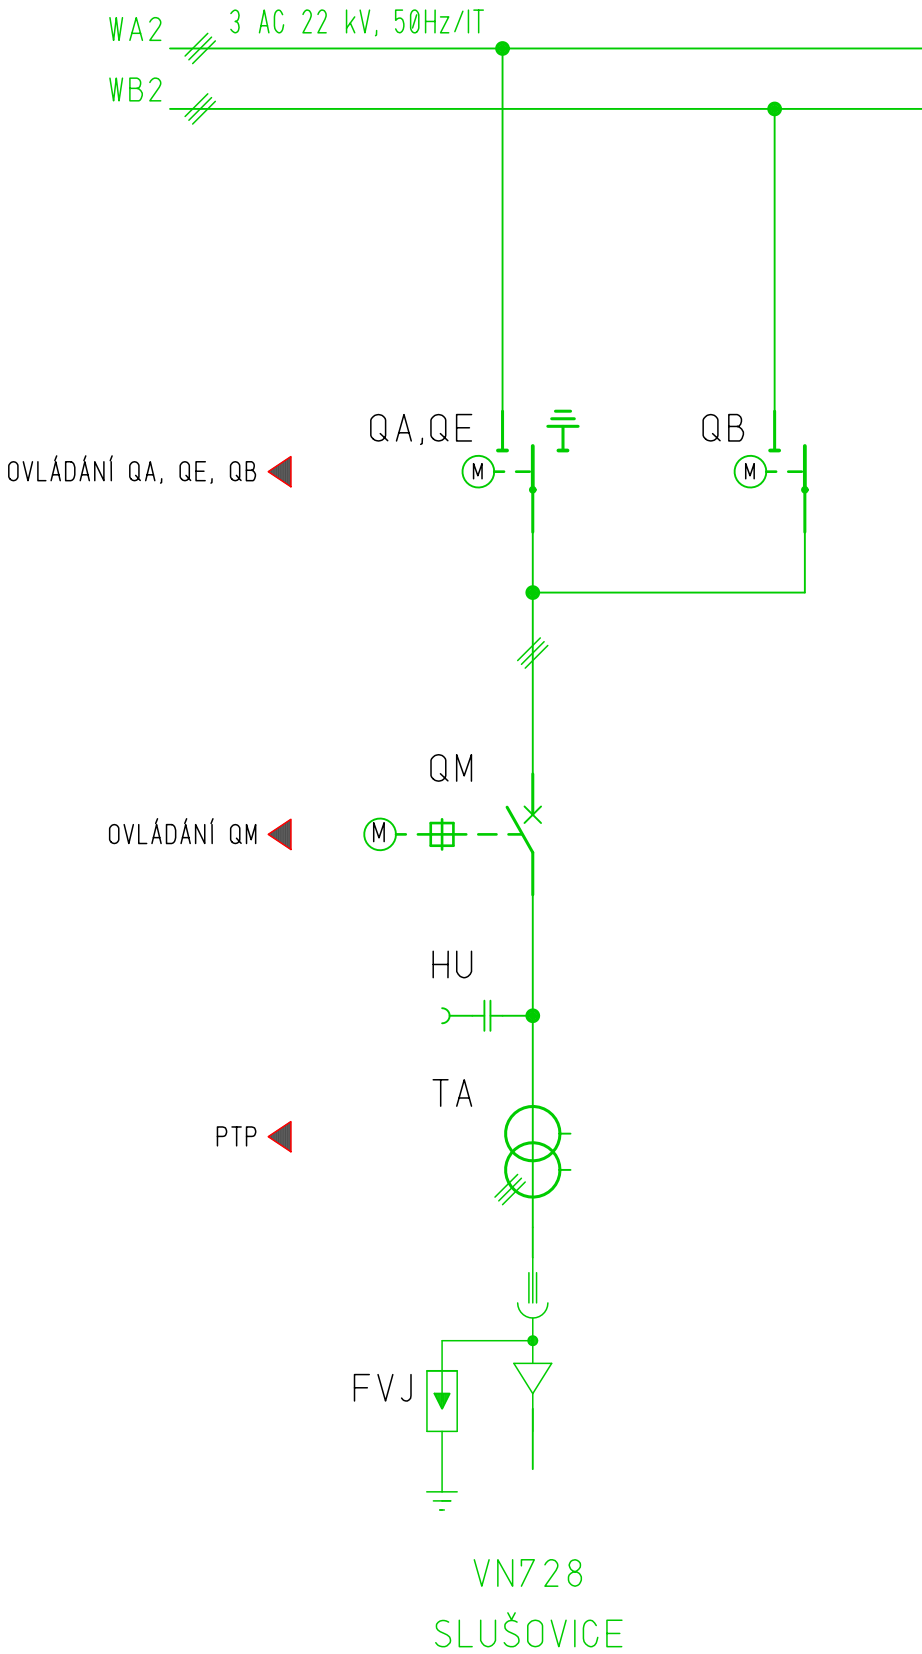 WA2
3 AC 22 kV, 50Hz/IT
WB2
QA,QE
QB
OVLÁDÁNÍ QA, QE, QB
M
M
QM
OVLÁDÁNÍ QM
M
HU
TA
PTP
FVJ
VN728
SLUŠOVICE